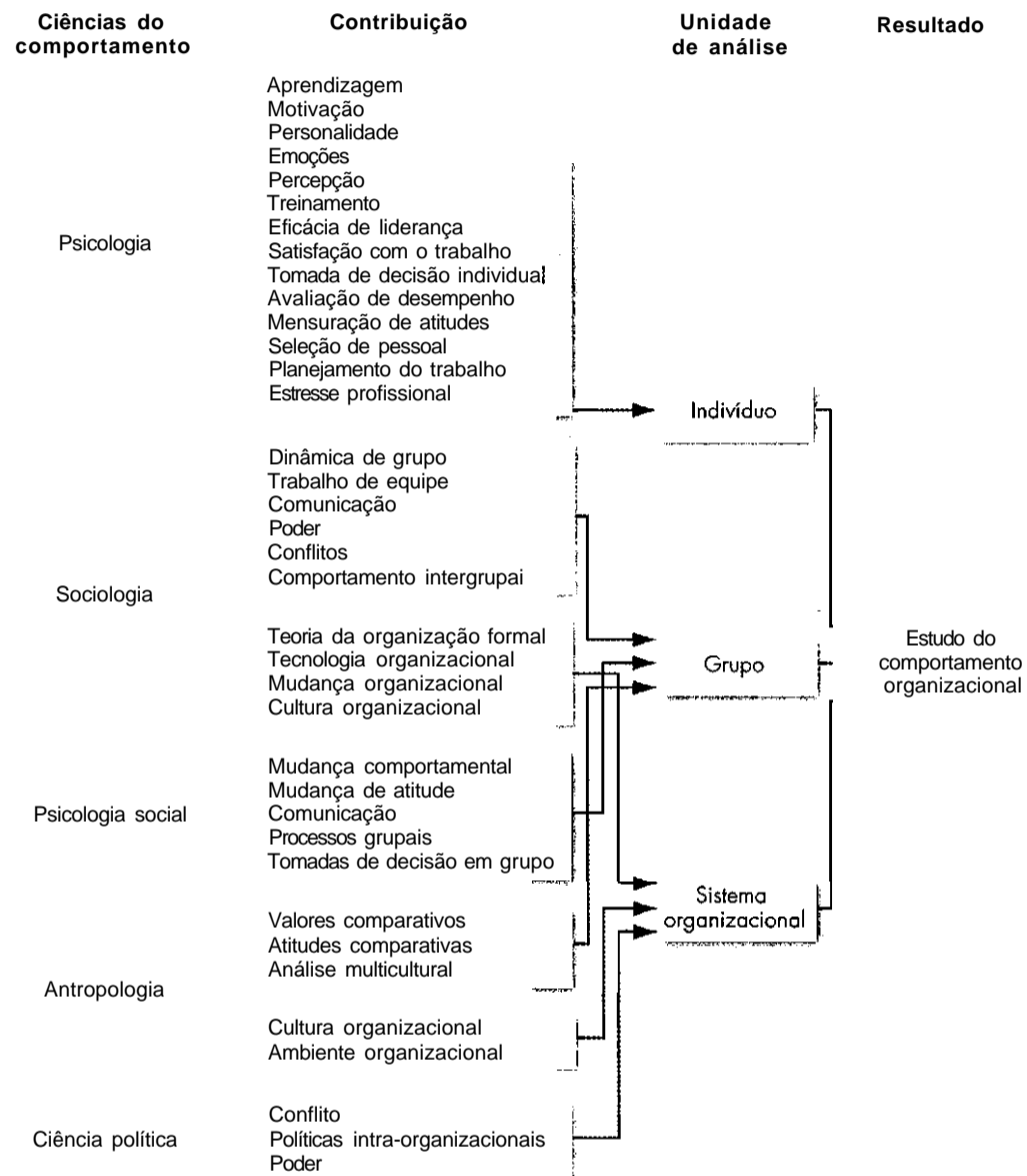 Ciências do comportamento
Contribuição
Unidade de análise
Resultado
Psicologia
Aprendizagem
Motivação
Personalidade
Emoções
Percepção
Treinamento
Eficácia de liderança
Satisfação com o trabalho
Tomada de decisão individual
Avaliação de desempenho
Mensuração de atitudes
Seleção de pessoal
Planejamento do trabalho
Estresse profissional
Indivíduo
Sociologia
Dinâmica de grupo
Trabalho de equipe
Comunicação
Poder
Conflitos
Comportamento intergrupai
Teoria da organização formal
Tecnologia organizacional
Mudança organizacional
Cultura organizacional
Grupo
Estudo do
comportamento
organizacional
Psicologia social
Mudança comportamental
Mudança de atitude
Comunicação
Processos grupais
Tomadas de decisão em grupo
Sistema
organizacional
Antropologia
Valores comparativos
Atitudes comparativas
Análise multicultural
Cultura organizacional
Ambiente organizacional
Ciência política
Conflito
Políticas intra-organizacionais
Poder